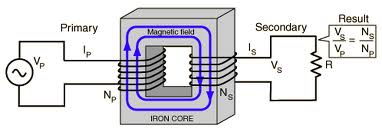 Primary
Magnetic field
Secondary
Result
V_S/V_P = N_S/N_P
I_P
I_S
V_P
V_S
R
N_P
N_S
IRON CORE